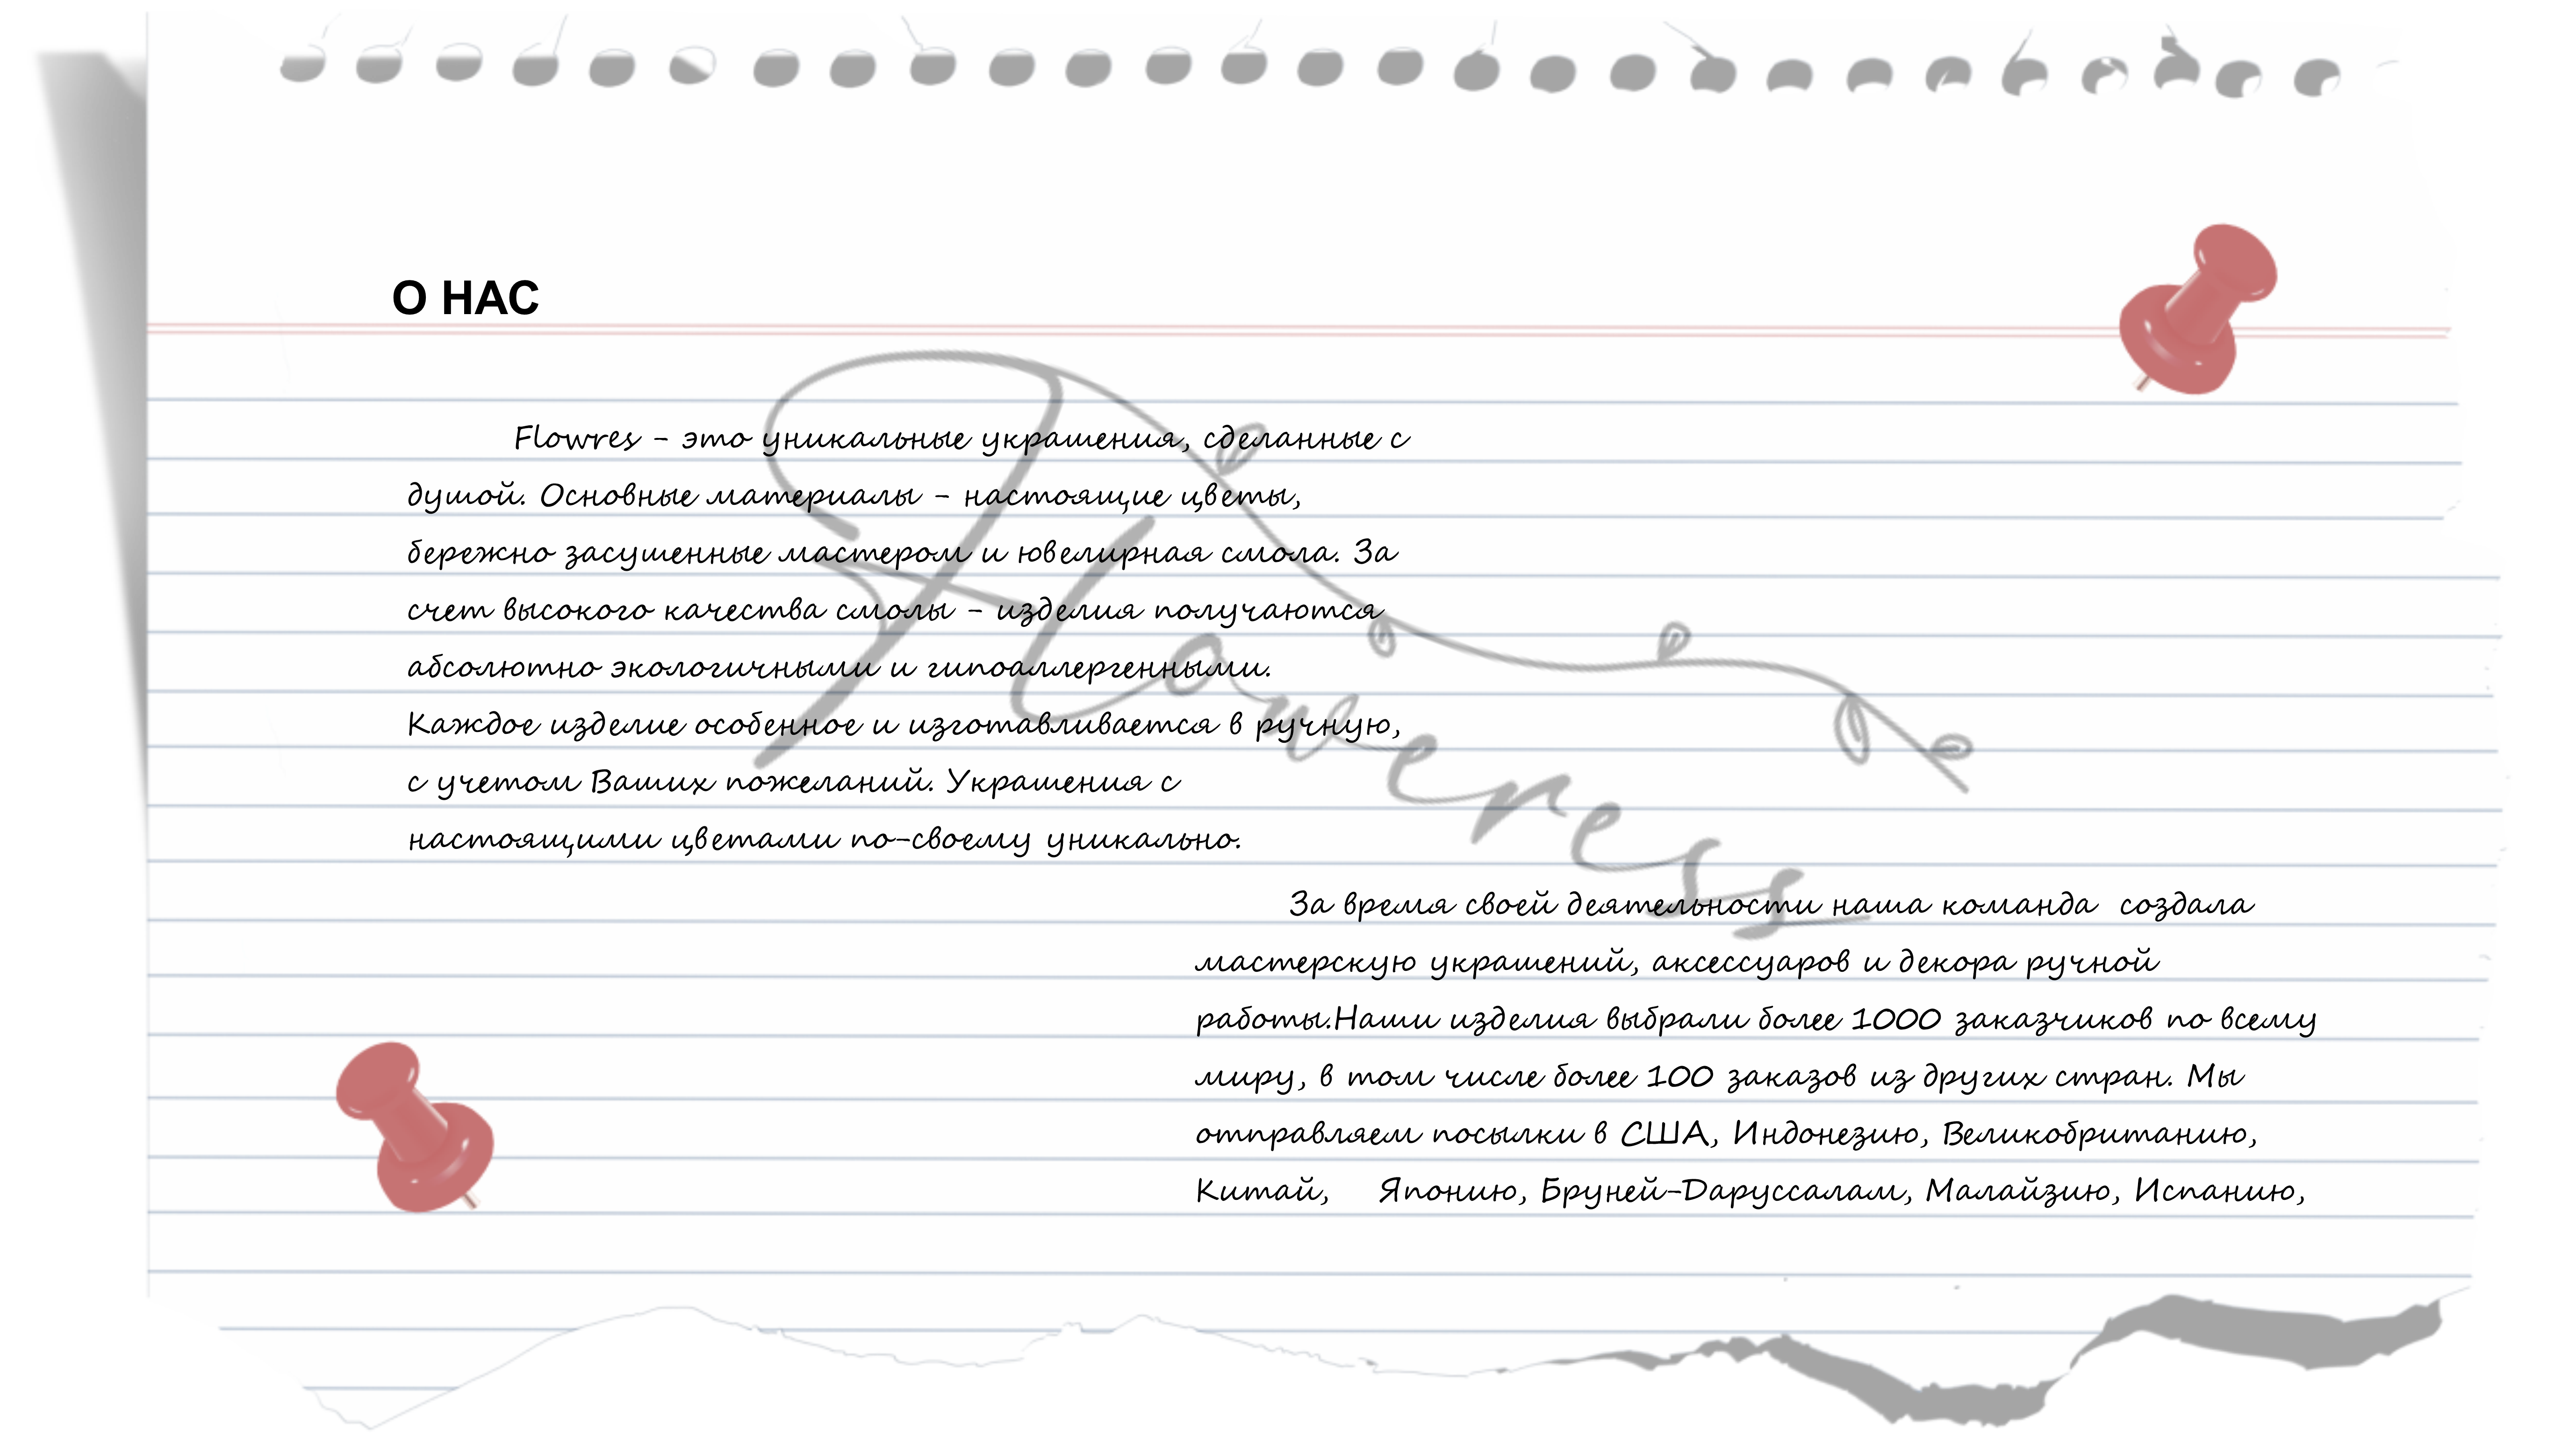 О НАС
Flowres - это уникальные украшения, сделанные с
душой. Основные материалы - настоящие цветы,
бережно засушенные мастером и ювелирная смола. За
счет высокого качества смолы - изделия получаются
абсолютно экологичными и гипоаллергенными.
Каждое изделие особенное и изготавливается в ручную,
с учетом Ваших пожеланий. Украшения с
настоящими цветами по-своему уникально.
Floweress
За время своей деятельности наша команда создала
мастерскую украшений, аксессуаров и декора ручной
работы.Наши изделия выбрали более 1000 заказчиков по всему
миру, в том числе более 100 заказов из других стран. Мы
отправляем посылки в США, Индонезию, Великобританию,
Китай, Японию, Бруней-Даруссалам, Малайзию, Испанию,